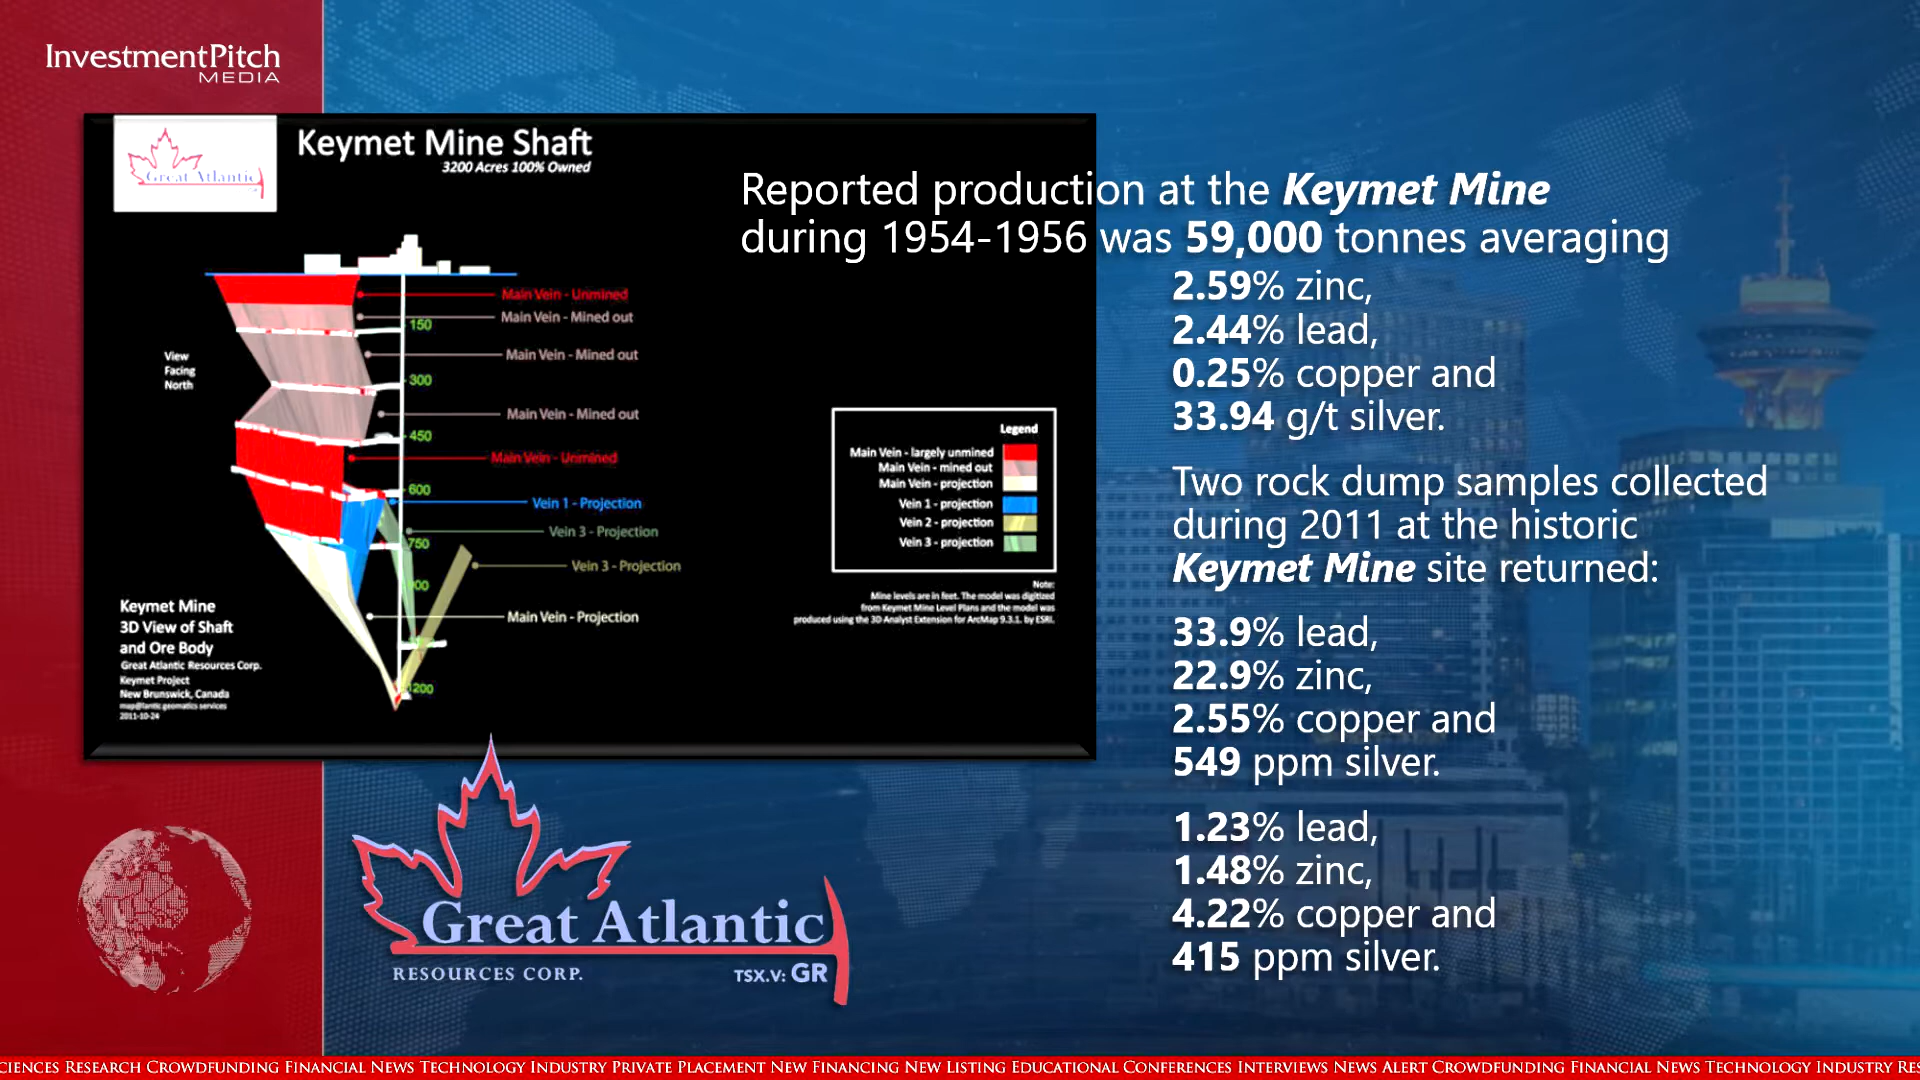 InvestmentPitch
MEDIA
Great Atlantic
Keymet Mine Shaft
3200 Acres 100% Owned
Reported production at the Keymet Mine
during 1954-1956 was 59,000 tonnes averaging
2.59% zinc,
2.44% lead,
0.25% copper and
33.94 g/t silver.
Two rock dump samples collected
during 2011 at the historic
Keymet Mine site returned:
33.9% lead,
22.9% zinc,
2.55% copper and
549 ppm silver.
1.23% lead,
1.48% zinc,
4.22% copper and
415 ppm silver.
Main Vein - Unmined
Main Vein - Mined out
150
Main Vein - Mined out
View
Facing
North
300
Main Vein - Mined out
450
Main Vein - Unmined
600
Vein 1 - Projection
Vein 3 - Projection
750
Vein 3 - Projection
900
Main Vein - Projection
1200
Legend
Main Vein - largely unmined
Main Vein - mined out
Main Vein - projection
Vein 1 - projection
Vein 2 - projection
Vein 3 - projection
Note:
Mine levels are in feet. The model was digitized
from Keymet Mine Level Plans and the model was
produced using the 3D Analyst Extension for ArcMap 9.3.1. by ESRI.
Keymet Mine
3D View of Shaft
and Ore Body
Great Atlantic Resources Corp.
Keymet Project
New Brunswick, Canada
map@lantic geomatics services
2011-10-24
Great Atlantic
RESOURCES CORP.
TSX.V: GR
CIENCES RESEARCH CROWDFUNDING FINANCIAL NEWS TECHNOLOGY INDUSTRY PRIVATE PLACEMENT NEW FINANCING NEW LISTING EDUCATIONAL CONFERENCES INTERVIEWS NEWS ALERT CROWDFUNDING FINANCIAL NEWS TECHNOLOGY INDUSTRY RES